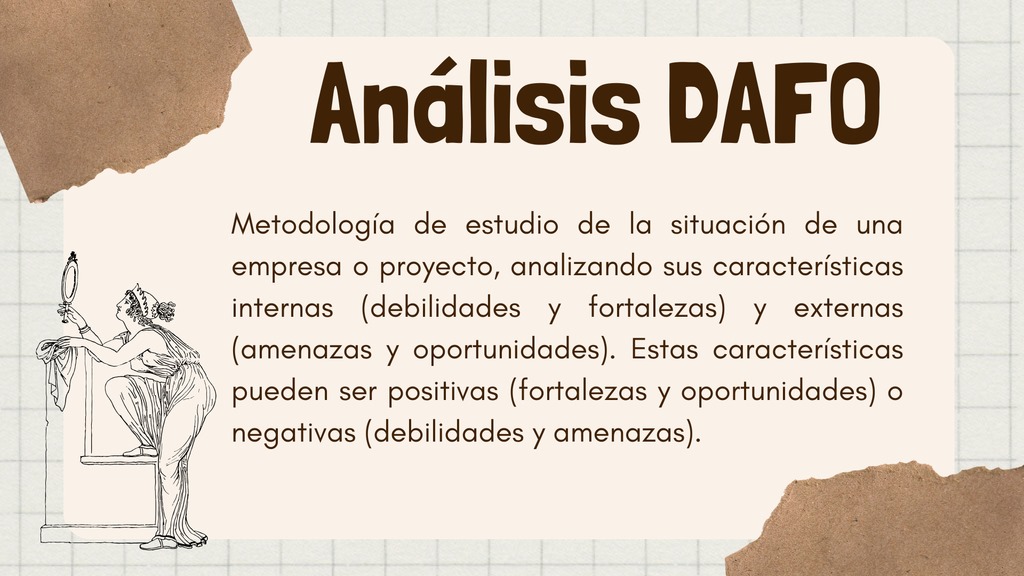 Análisis DAFO
Metodología de estudio de la situación de una
empresa o proyecto, analizando sus características
internas (debilidades y fortalezas) y externas
(amenazas y oportunidades). Estas características
pueden ser positivas (fortalezas y oportunidades) o
negativas (debilidades y amenazas).